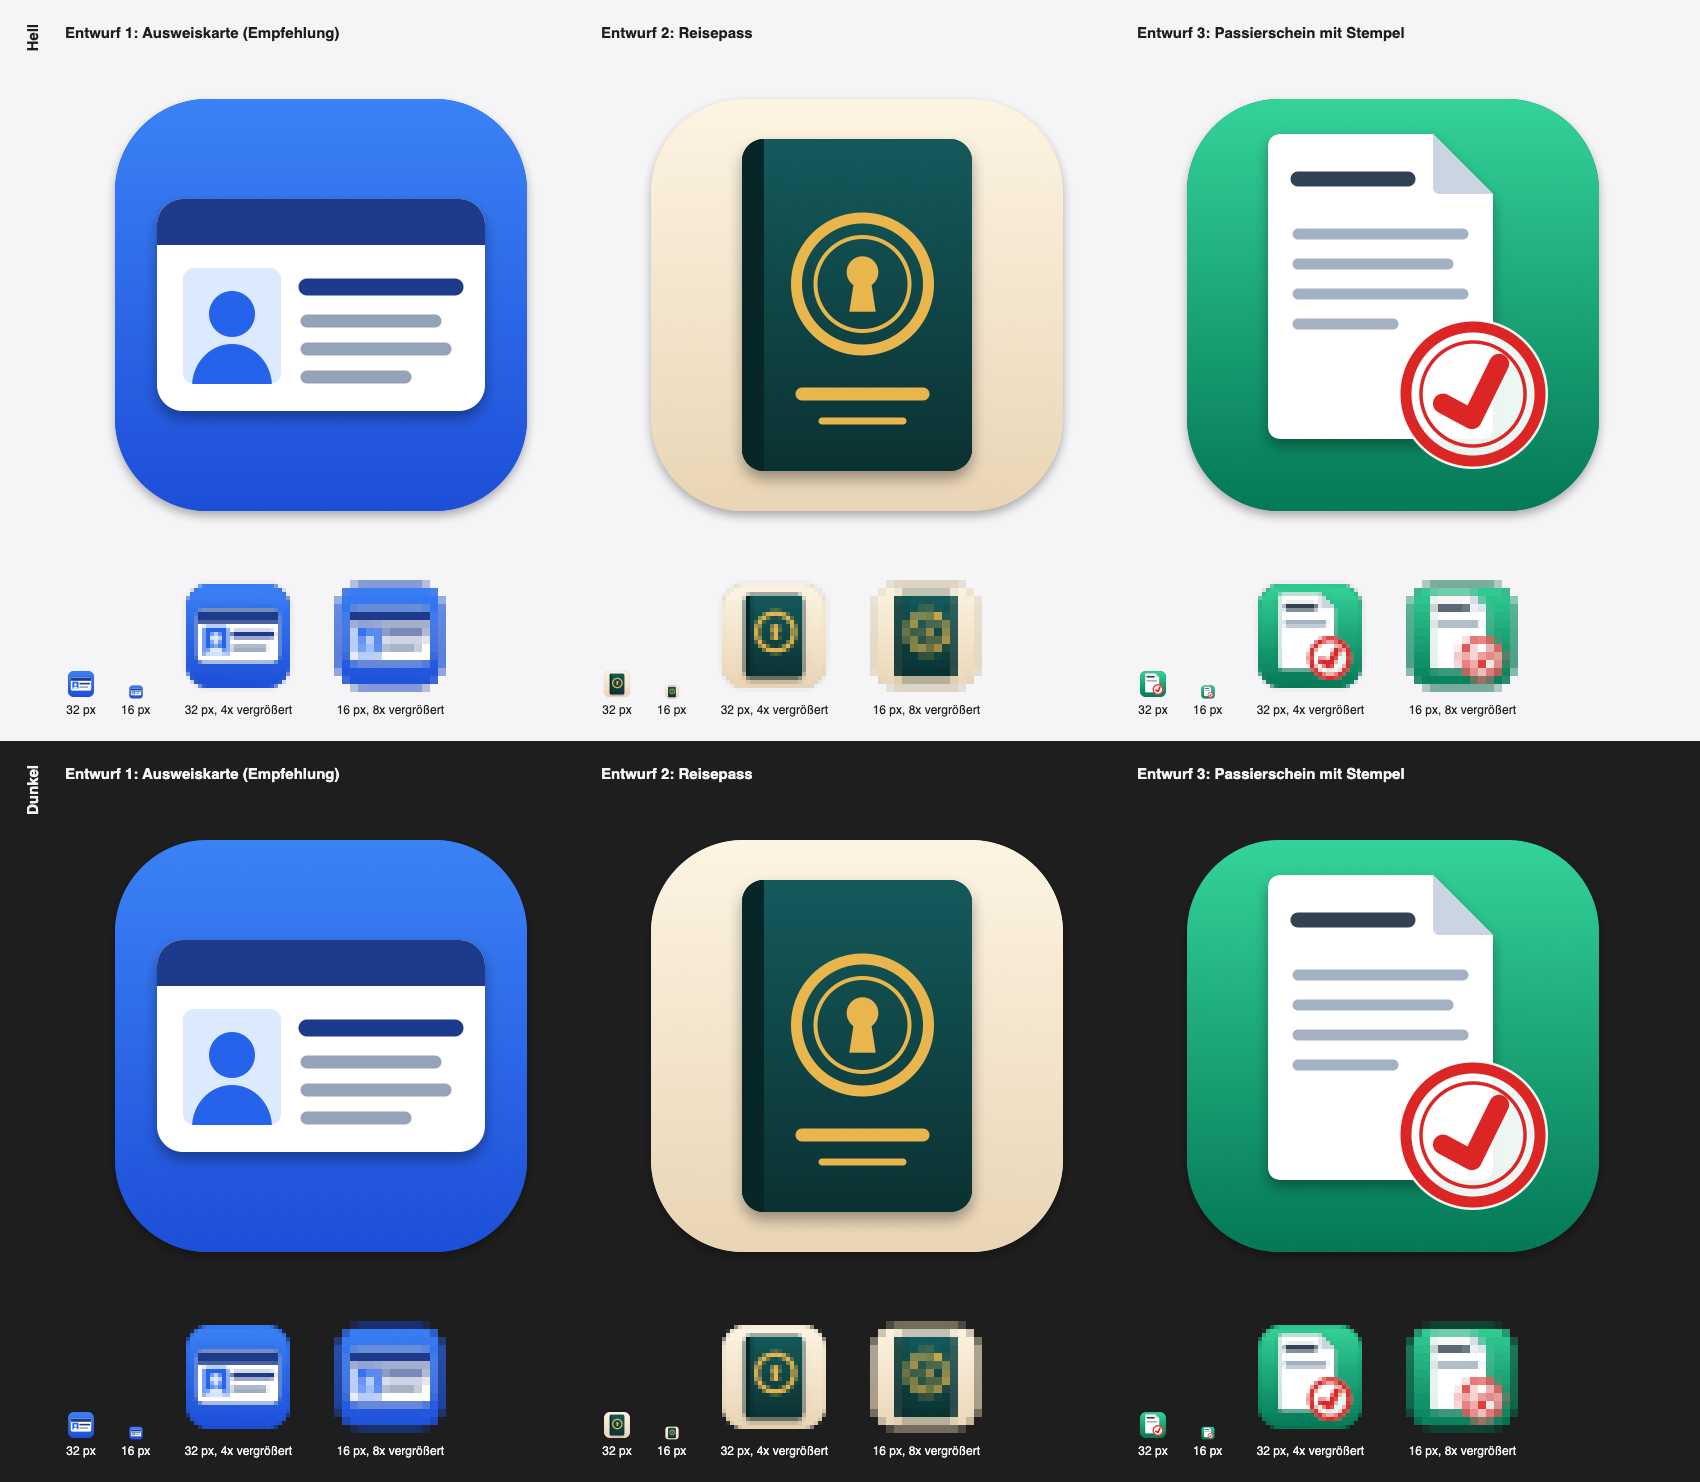 Hell
Entwurf 1: Ausweiskarte (Empfehlung)
Entwurf 2: Reisepass
Entwurf 3: Passierschein mit Stempel
32 px
16 px
32 px, 4x vergrößert
16 px, 8x vergrößert
32 px
16 px
32 px, 4x vergrößert
16 px, 8x vergrößert
32 px
16 px
32 px, 4x vergrößert
16 px, 8x vergrößert
Dunkel
Entwurf 1: Ausweiskarte (Empfehlung)
Entwurf 2: Reisepass
Entwurf 3: Passierschein mit Stempel
32 px
16 px
32 px, 4x vergrößert
16 px, 8x vergrößert
32 px
16 px
32 px, 4x vergrößert
16 px, 8x vergrößert
32 px
16 px
32 px, 4x vergrößert
16 px, 8x vergrößert